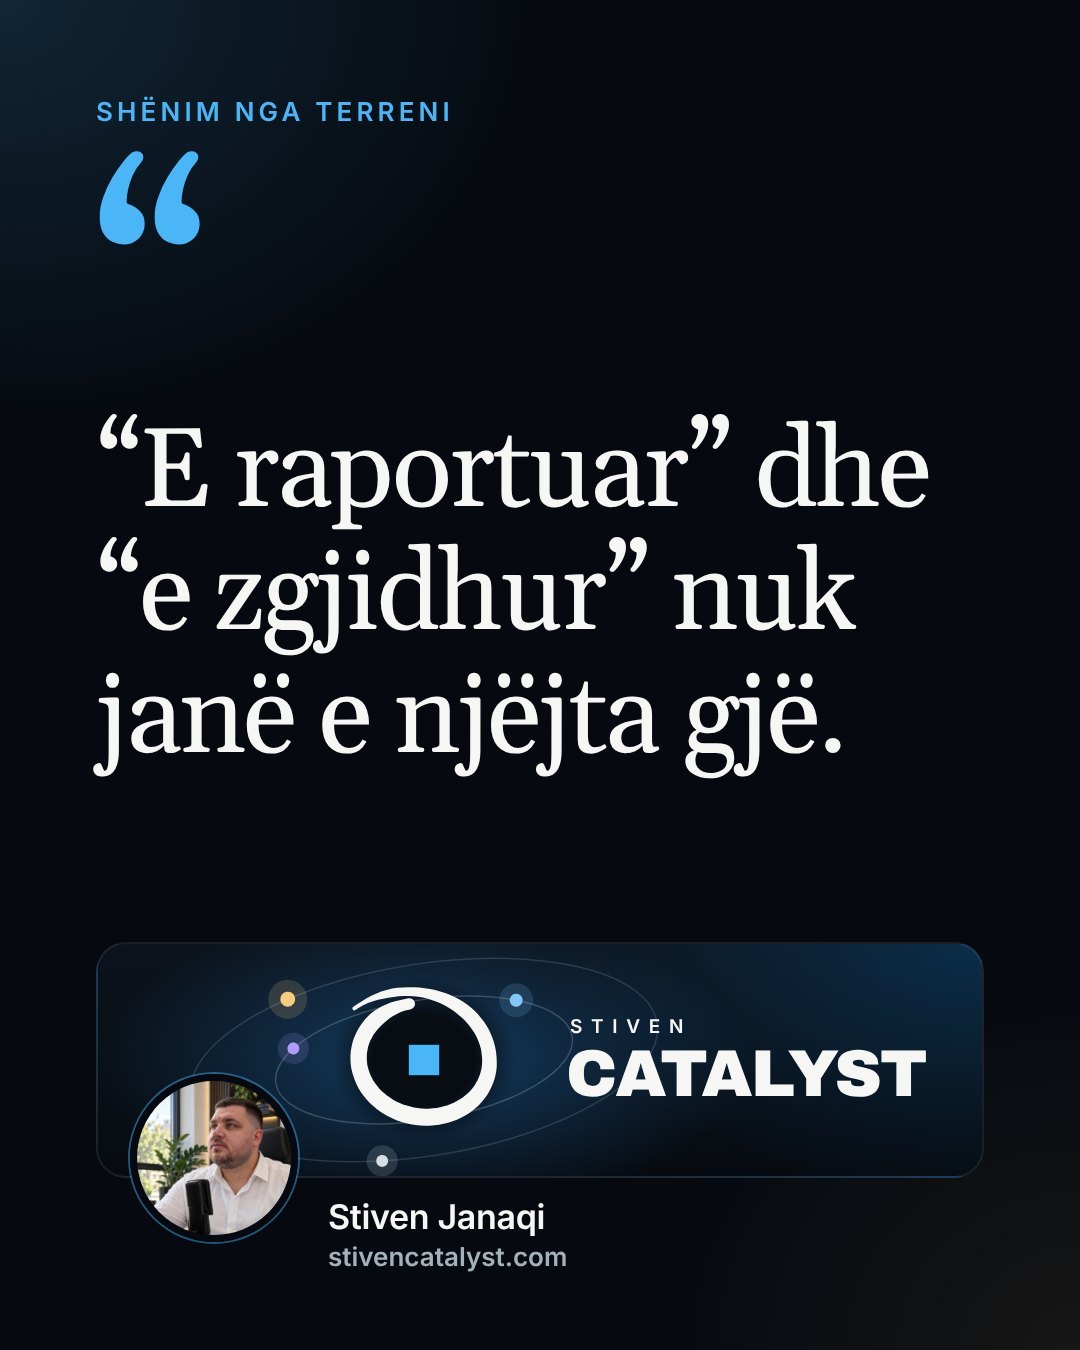 SHËNIM NGA TERRENI
“
“E raportuar” dhe
“e zgjidhur” nuk
janë e njëjta gjë.
STIVEN
CATALYST
Stiven Janaqi
stivencatalyst.com